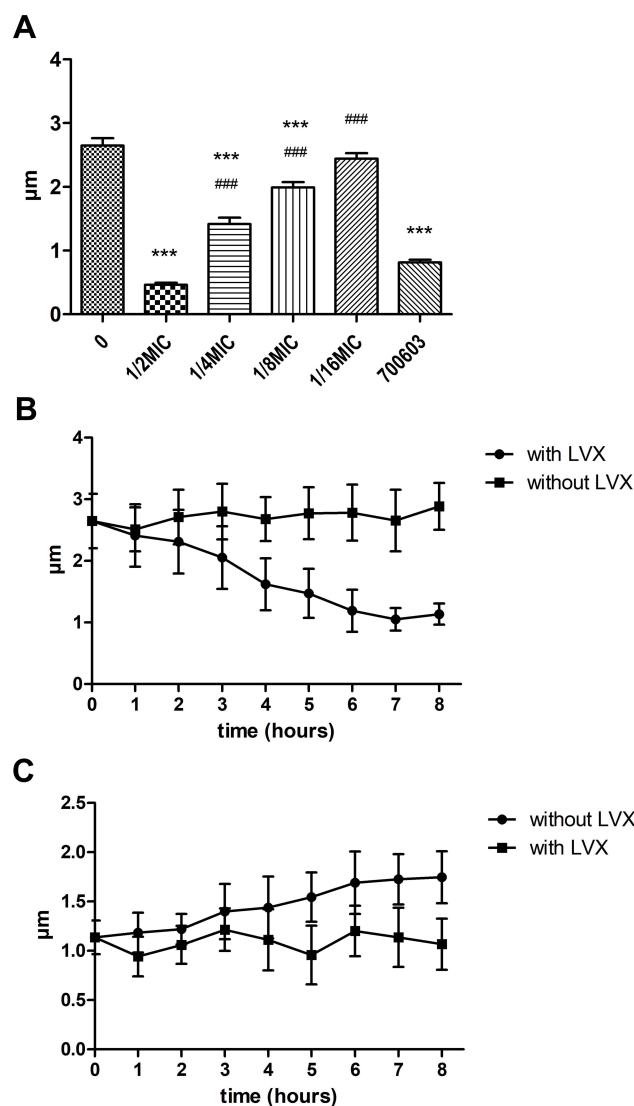 A
4
3
2
1
0
µm
***
***
###
***
###
###
***
0
1/2MIC
1/4MIC
1/8MIC
1/16MIC
700603
B
4
3
2
1
0
µm
0 1 2 3 4 5 6 7 8
time (hours)
with LVX
without LVX
C
2.5
2.0
1.5
1.0
0.5
0.0
µm
0 1 2 3 4 5 6 7 8
time (hours)
without LVX
with LVX